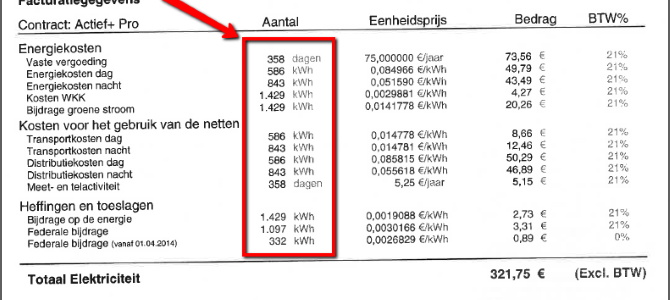 Facturatiegegevens
Contract: Actief+ Pro Aantal Eenheidsprijs Bedrag BTW%
Energiekosten
Vaste vergoeding 358 dagen 75,000000 €/jaar 73,56 € 21%
Energiekosten dag 586 kWh 0,084966 €/kWh 49,79 € 21%
Energiekosten nacht 843 kWh 0,051590 €/kWh 43,49 € 21%
Kosten WKK 1.429 kWh 0,0029881 €/kWh 4,27 € 21%
Bijdrage groene stroom 1.429 kWh 0,0141778 €/kWh 20,26 € 21%
Kosten voor het gebruik van de netten
Transportkosten dag 586 kWh 0,014778 €/kWh 8,66 € 21%
Transportkosten nacht 843 kWh 0,014781 €/kWh 12,46 € 21%
Distributiekosten dag 586 kWh 0,085815 €/kWh 50,29 € 21%
Distributiekosten nacht 843 kWh 0,055618 €/kWh 46,89 € 21%
Meet- en telactiviteit 358 dagen 5,25 €/jaar 5,15 € 21%
Heffingen en toeslagen
Bijdrage op de energie 1.429 kWh 0,0019088 €/kWh 2,73 € 21%
Federale bijdrage 1.097 kWh 0,0030166 €/kWh 3,31 € 21%
Federale bijdrage (vanaf 01.04.2014) 332 kWh 0,0026829 €/kWh 0,89 € 0%
Totaal Elektriciteit 321,75 € (Excl. BTW)